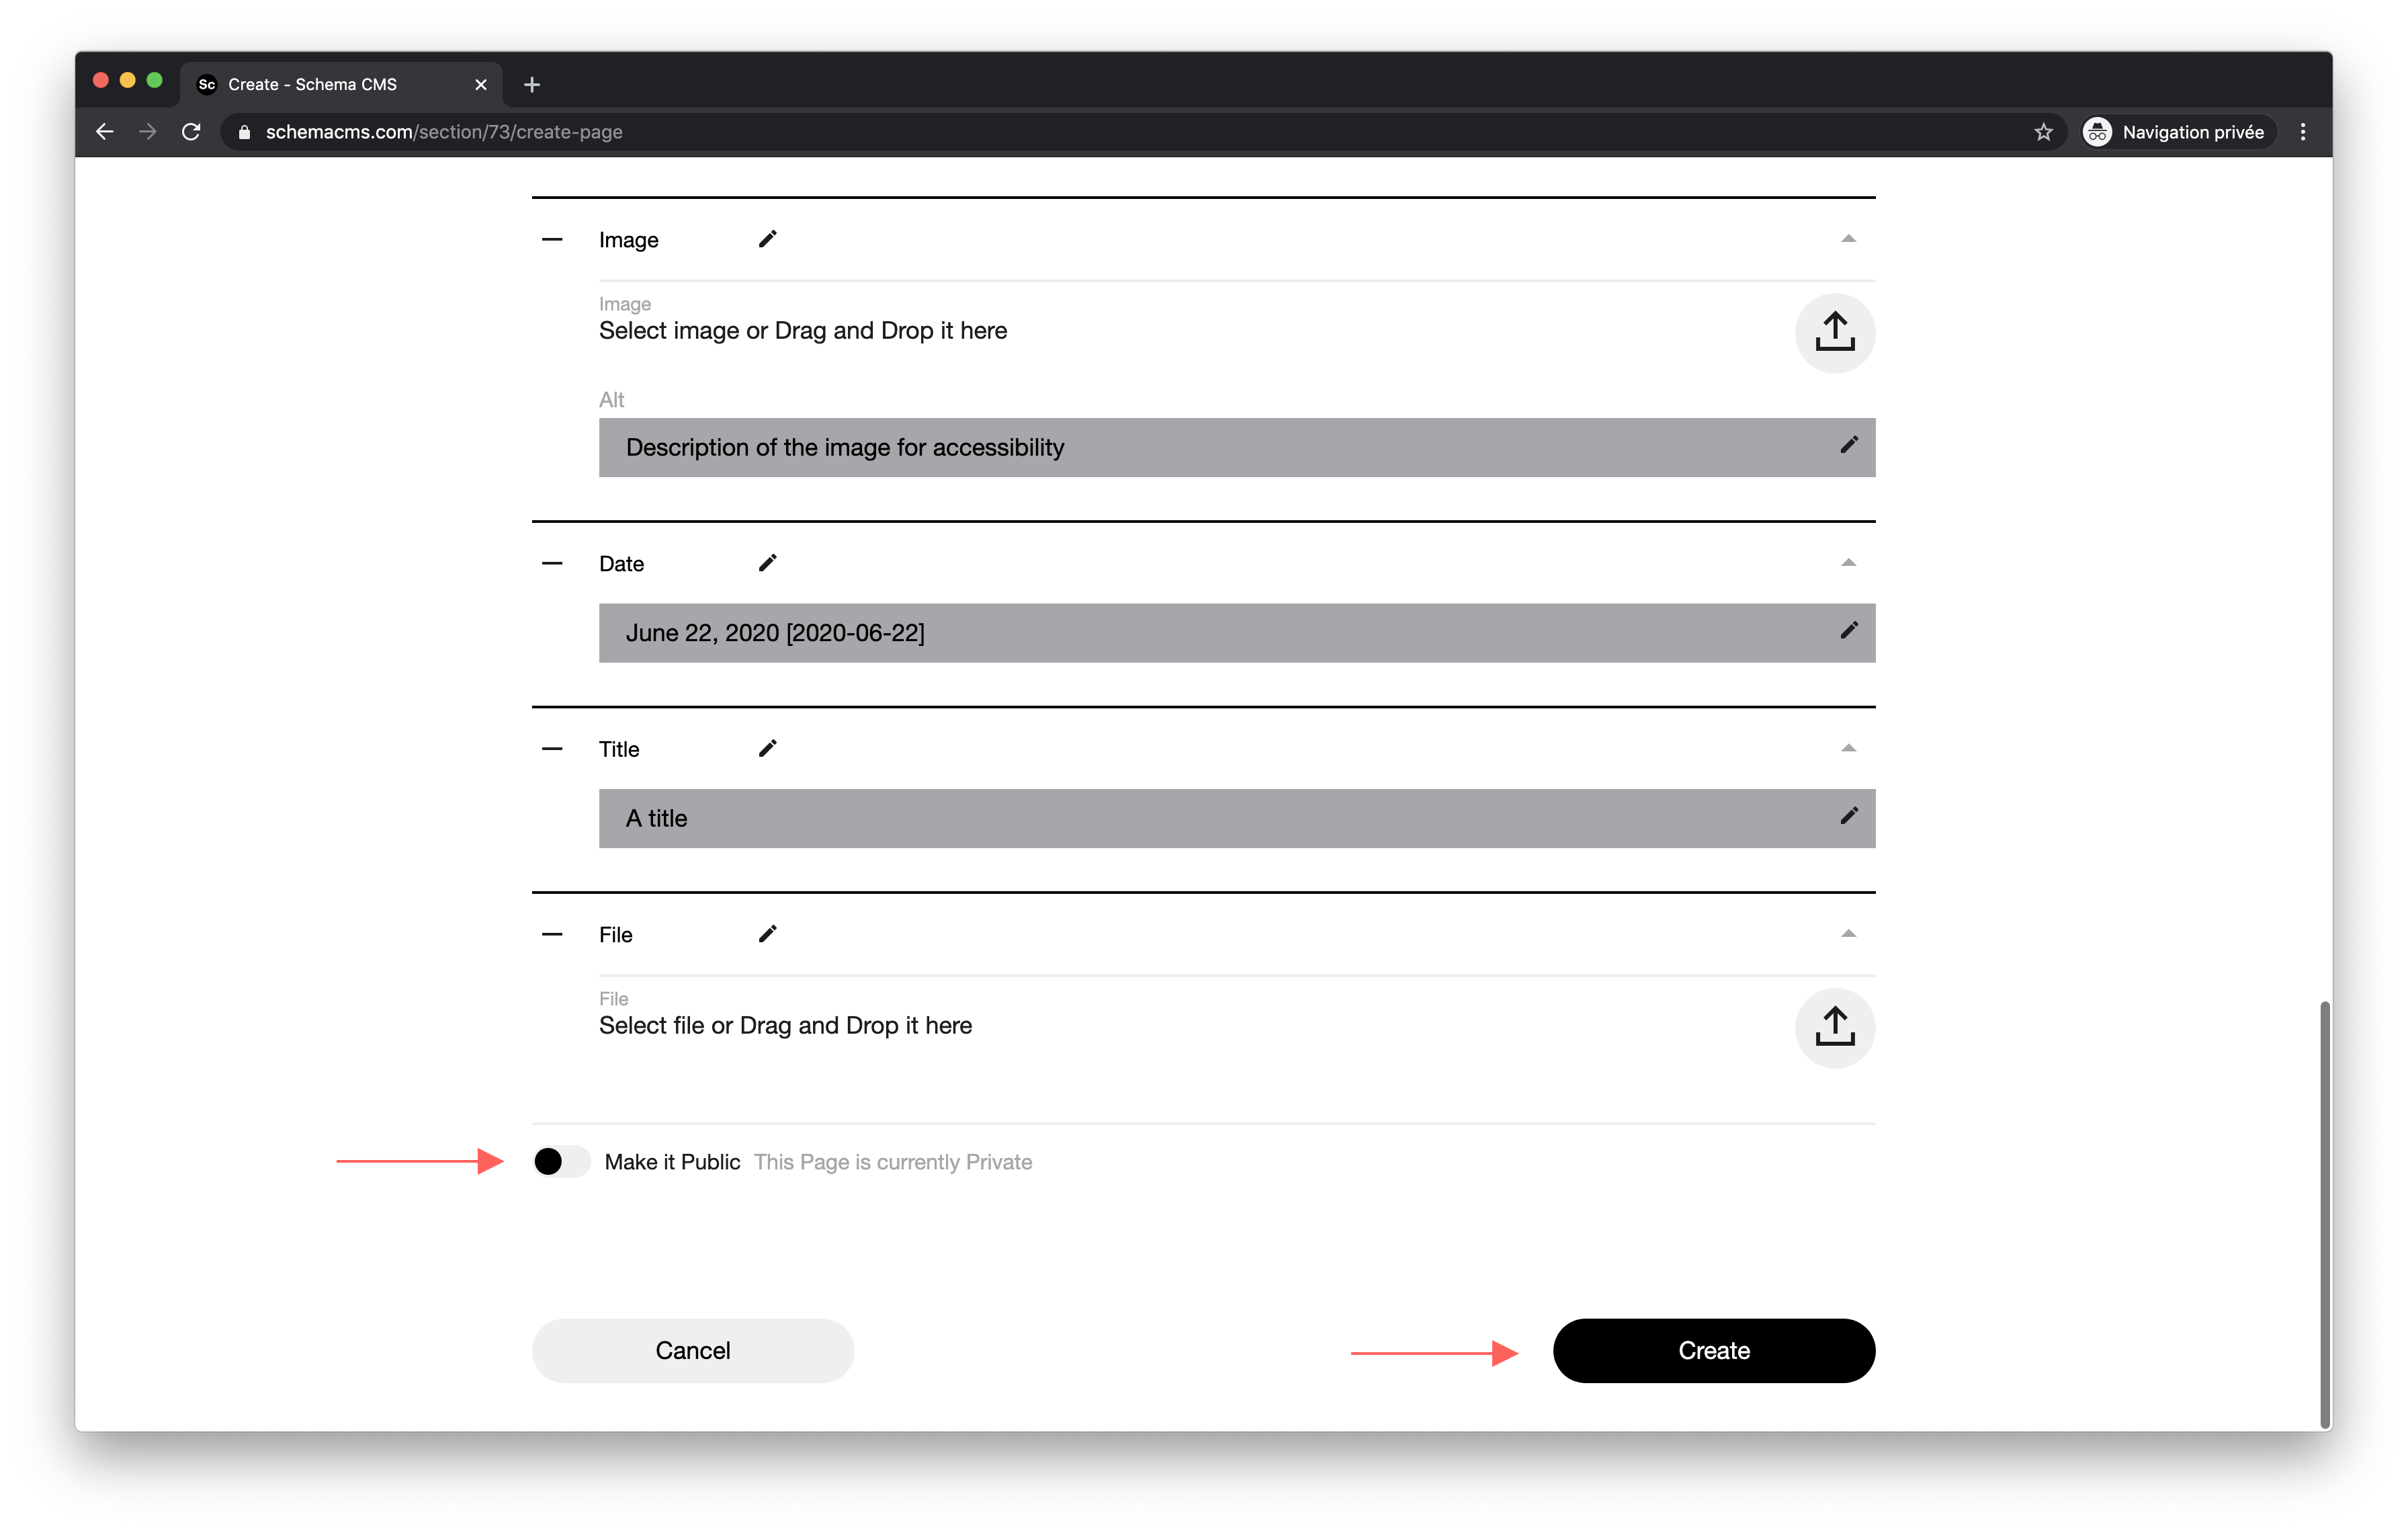 Sc Create - Schema CMS
schemacms.com/section/73/create-page
Navigation privée
Image
Image
Select image or Drag and Drop it here
Alt
Description of the image for accessibility
Date
June 22, 2020 [2020-06-22]
Title
A title
File
File
Select file or Drag and Drop it here
Make it Public This Page is currently Private
Cancel
Create